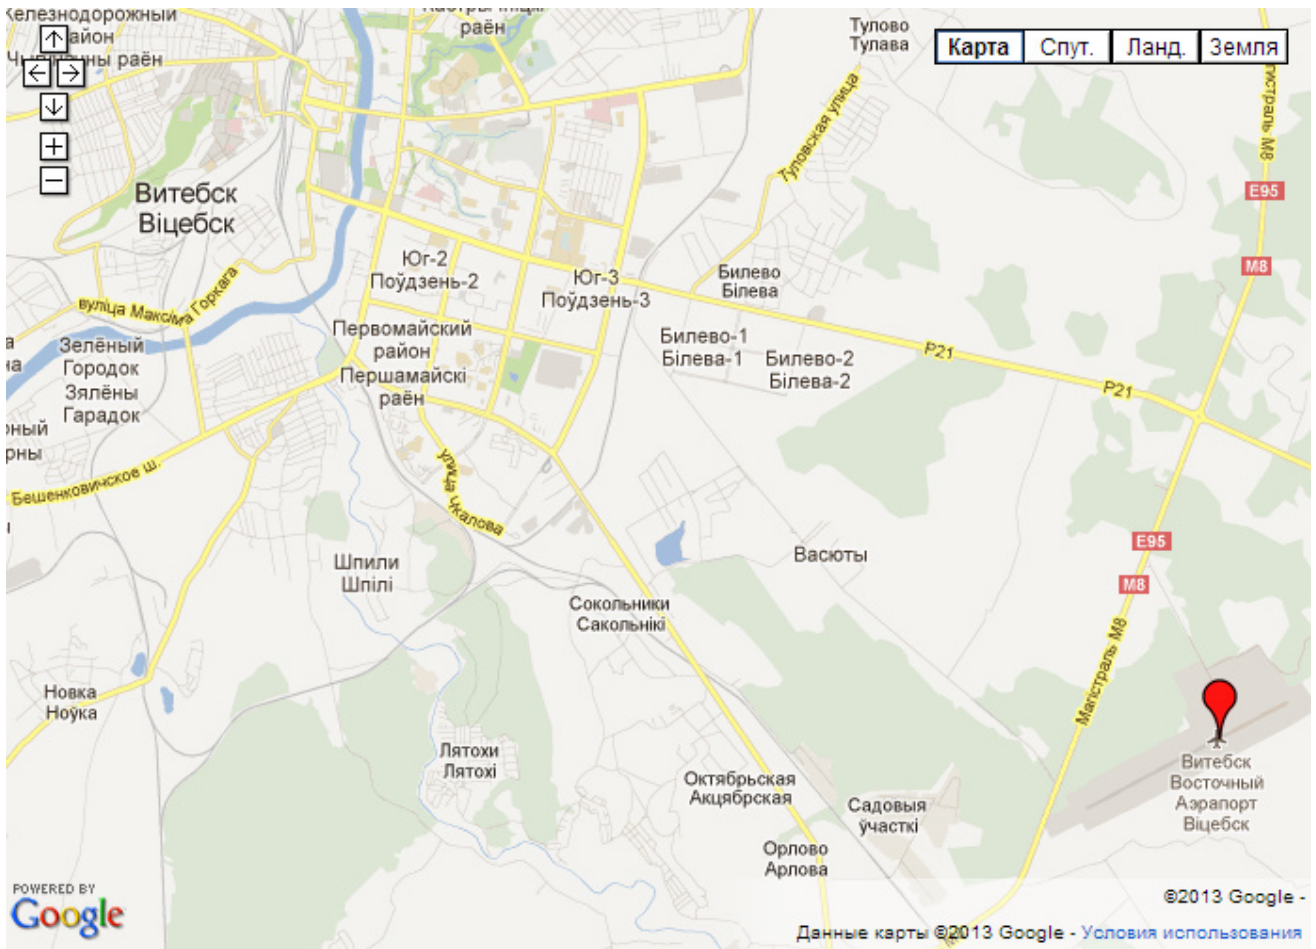 Железнодорожный
район
Чыгуначны раён
раён
Тулово
Тулава
Карта
Спут.
Ланд.
Земля
Туловская улица
E95
M8
Витебск
Віцебск
Юг-2
Поўдзень-2
Юг-3
Поўдзень-3
Билево
Білева
вуліца Максіма Горкага
Зелёный
Городок
Зялёны
Гарадок
Первомайский
район
Першамайскі
раён
Билево-1
Білева-1
Билево-2
Білева-2
P21
P21
Бешенковичское ш.
улица Чкалова
Шпили
Шпілі
Васюты
E95
M8
Сокольники
Сакольнікі
Магістраль М8
Новка
Ноўка
Лятохи
Лятохі
Октябрьская
Акцябрская
Садовыя
ўчасткі
Витебск
Восточный
Аэрапорт
Віцебск
Орлово
Арлова
POWERED BY
Google
©2013 Google -
Данные карты ©2013 Google - Условия использования